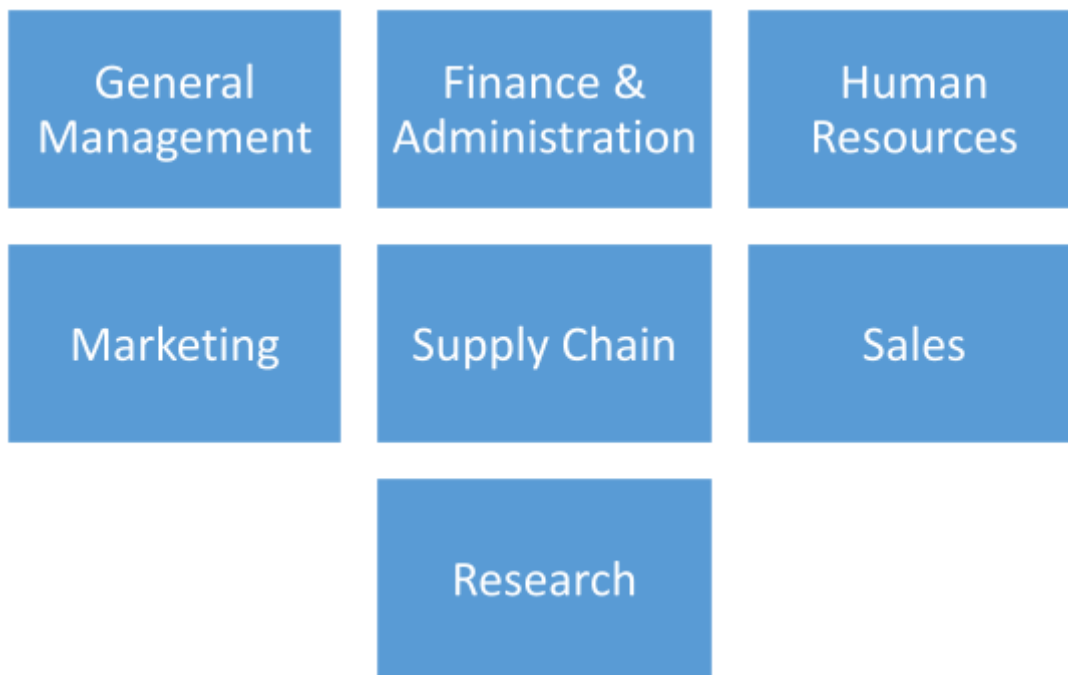 General
Management
Finance &
Administration
Human
Resources
Marketing
Supply Chain
Sales
Research